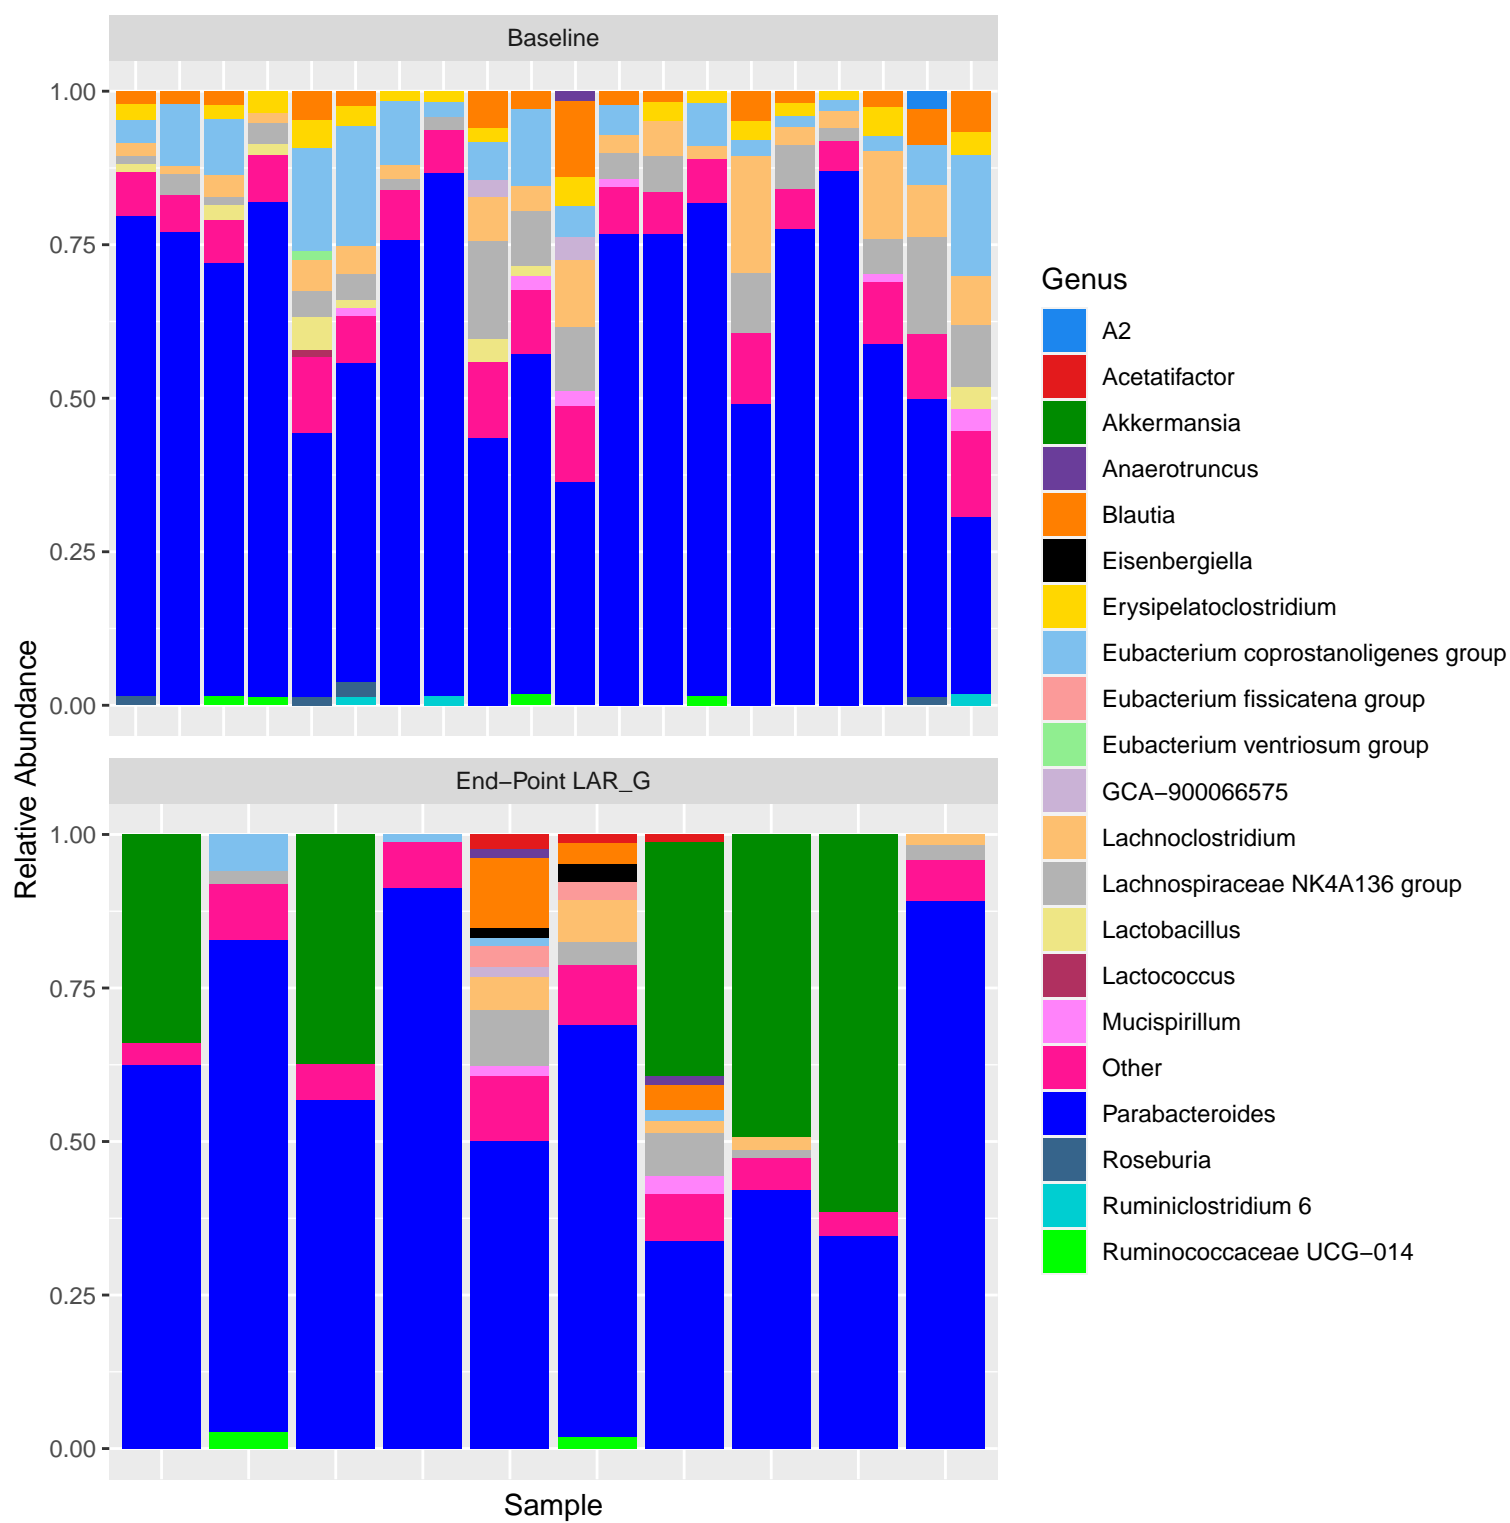 Baseline
1.00
0.75
0.50
0.25
0.00
Relative Abundance
End−Point LAR_G
1.00
0.75
0.50
0.25
0.00
Sample
Genus
A2
Acetatifactor
Akkermansia
Anaerotruncus
Blautia
Eisenbergiella
Erysipelatoclostridium
Eubacterium coprostanoligenes group
Eubacterium fissicatena group
Eubacterium ventriosum group
GCA−900066575
Lachnoclostridium
Lachnospiraceae NK4A136 group
Lactobacillus
Lactococcus
Mucispirillum
Other
Parabacteroides
Roseburia
Ruminiclostridium 6
Ruminococcaceae UCG−014